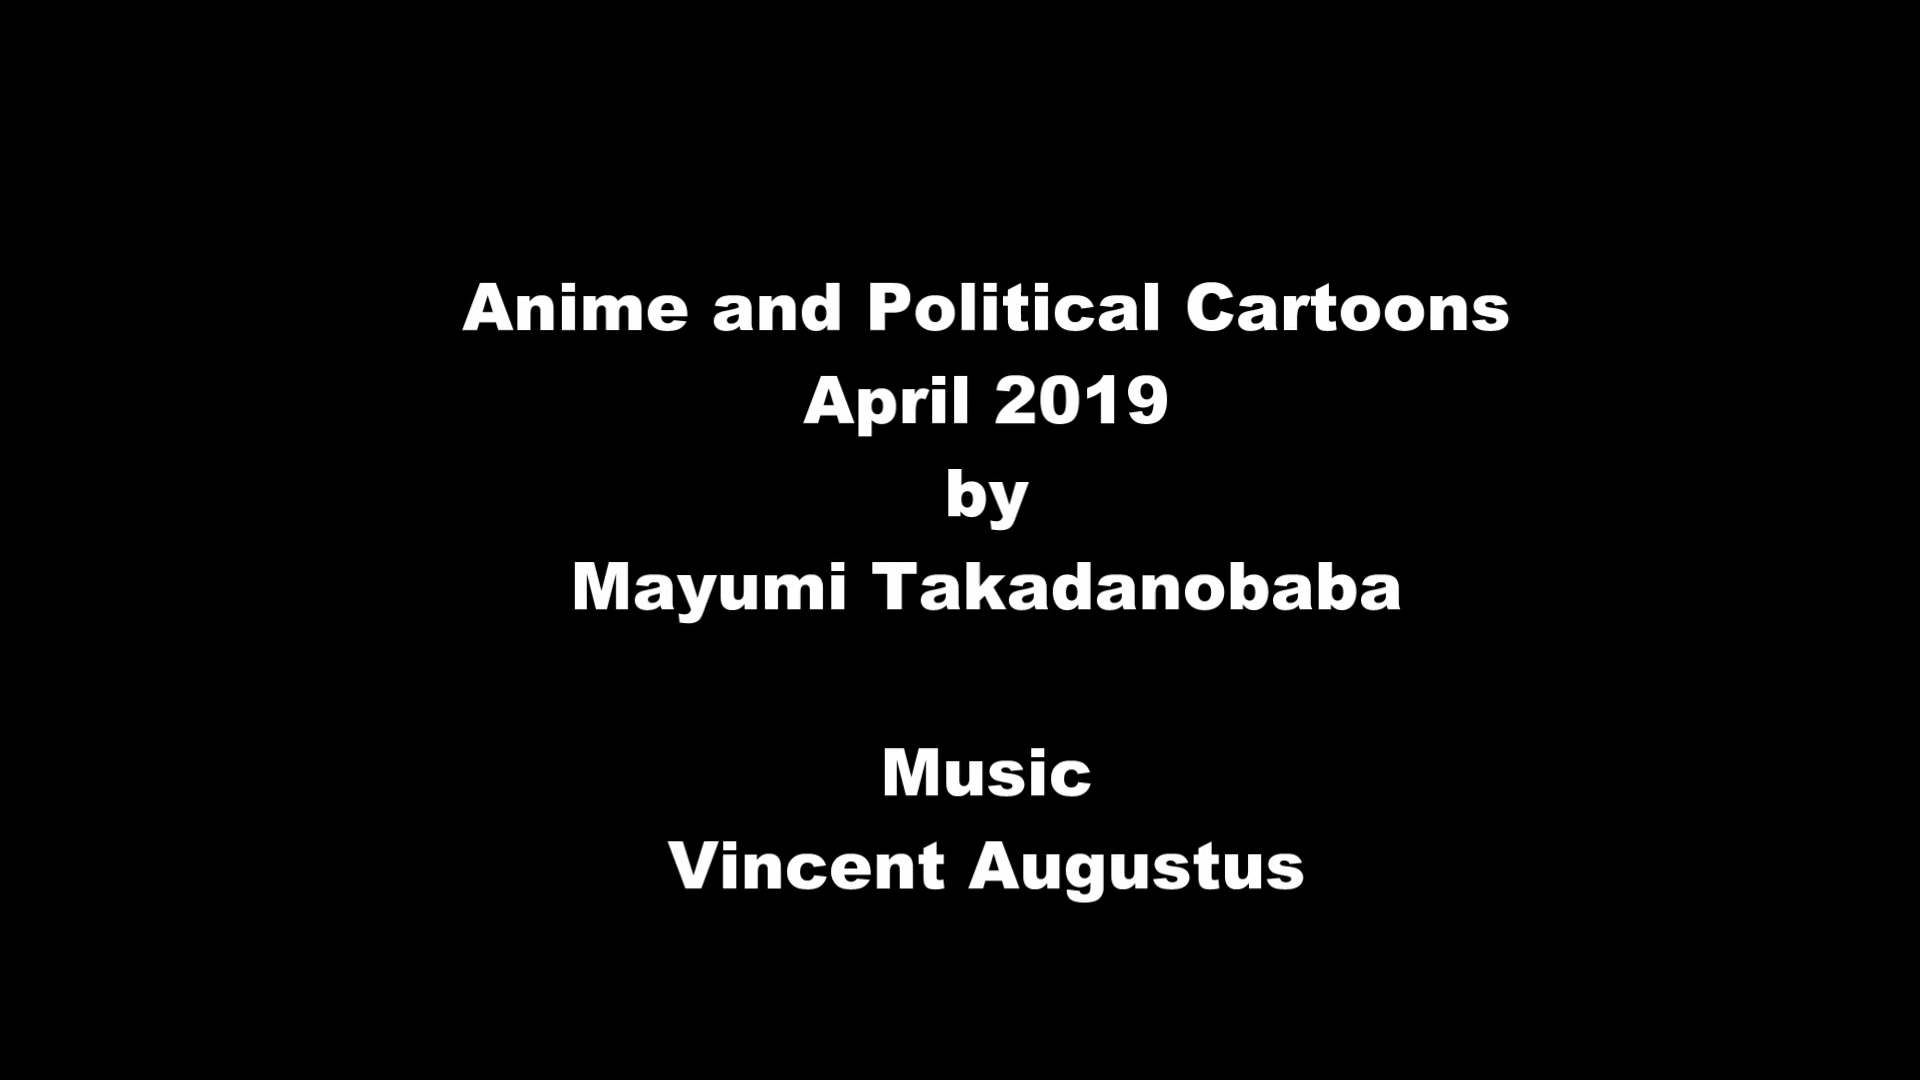 Anime and Political Cartoons
April 2019
by
Mayumi Takadanobaba
Music
Vincent Augustus